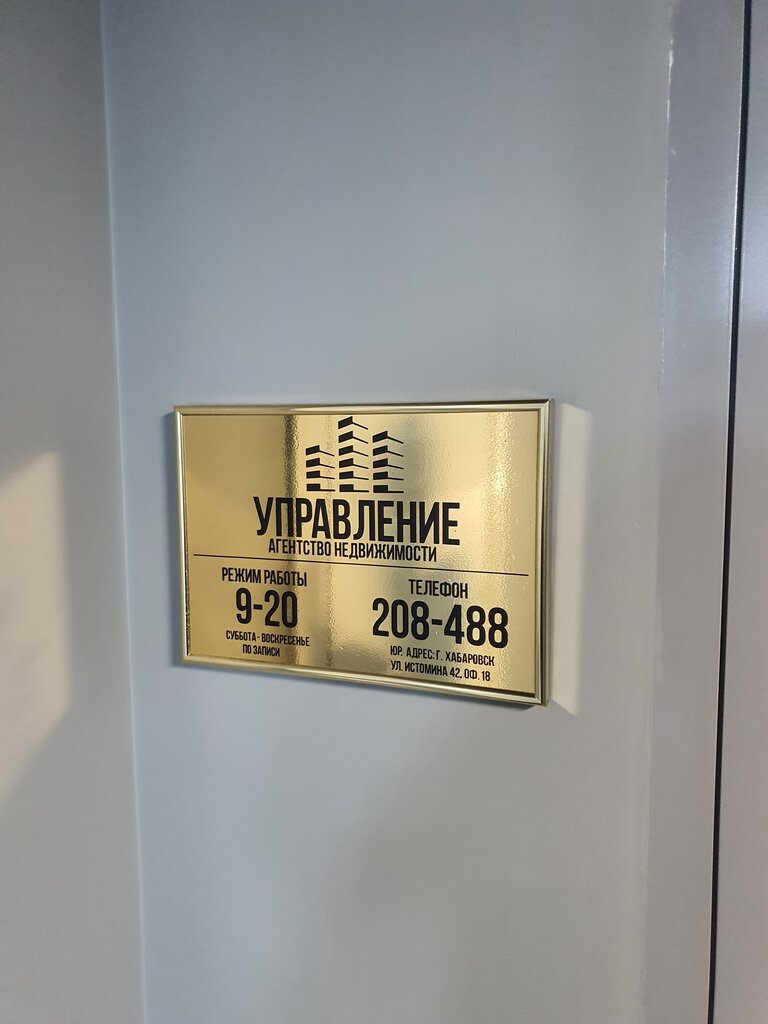 УПРАВЛЕНИЕ
АГЕНТСТВО НЕДВИЖИМОСТИ
РЕЖИМ РАБОТЫ
9-20
СУББОТА - ВОСКРЕСЕНЬЕ
ПО ЗАПИСИ
ТЕЛЕФОН
208-488
ЮР. АДРЕС: Г. ХАБАРОВСК
УЛ. ИСТОМИНА 42, ОФ. 18